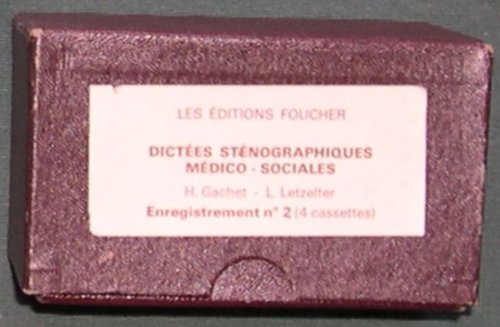 LES ÉDITIONS FOUCHER
DICTÉES STÉNOGRAPHIQUES
MÉDICO - SOCIALES
H. Gachet - L. Letzelter
Enregistrement n° 2 (4 cassettes)